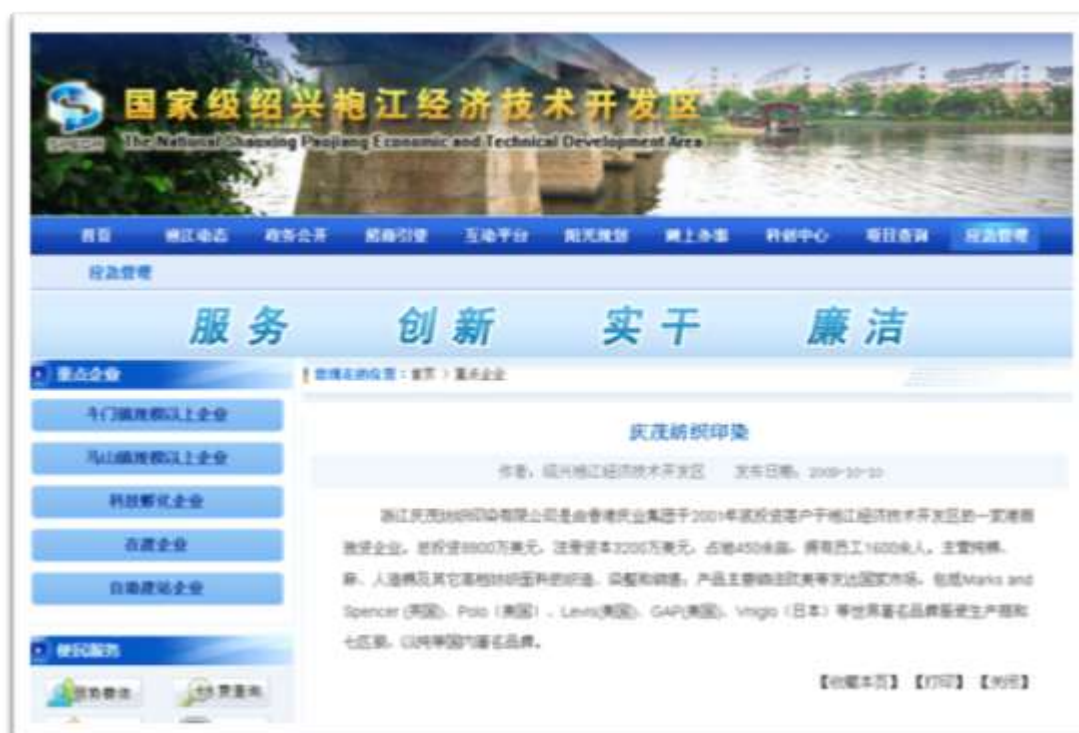 国家级绍兴袍江经济技术开发区
The National Shaoxing Paojiang Economic and Technical Development Area
首页 袍江动态 政务公开 招商引资 互动平台 阳光规划 网上办事 科创中心 项目查询 应急管理
应急管理
服务 创新 实干 廉洁
重点企业
您现在的位置：首页 > 重点企业
斗门镇规模以上企业
马山镇规模以上企业
科技孵化企业
在建企业
自助建站企业
便民服务
庆茂纺织印染
作者：绍兴袍江经济技术开发区 发布日期：2009-10-10
浙江庆茂纺织印染有限公司是由香港庆业集团于2001年底投资落户于袍江经济技术开发区的一家港商
独资企业。总投资8800万美元，注册资本3200万美元，占地450余亩，拥有员工1600余人。主营纯棉、
麻、人造棉及其它高档纺织面料的织造、染整和销售；产品主要销往欧美等发达国家市场。包括Marks and
Spencer (英国)、Polo（美国）、Levis(美国)、GAP(美国)、（日本）等世界著名品牌服装生产商和
七匹狼、以纯等国内著名品牌。
【收藏本页】【打印】【关闭】